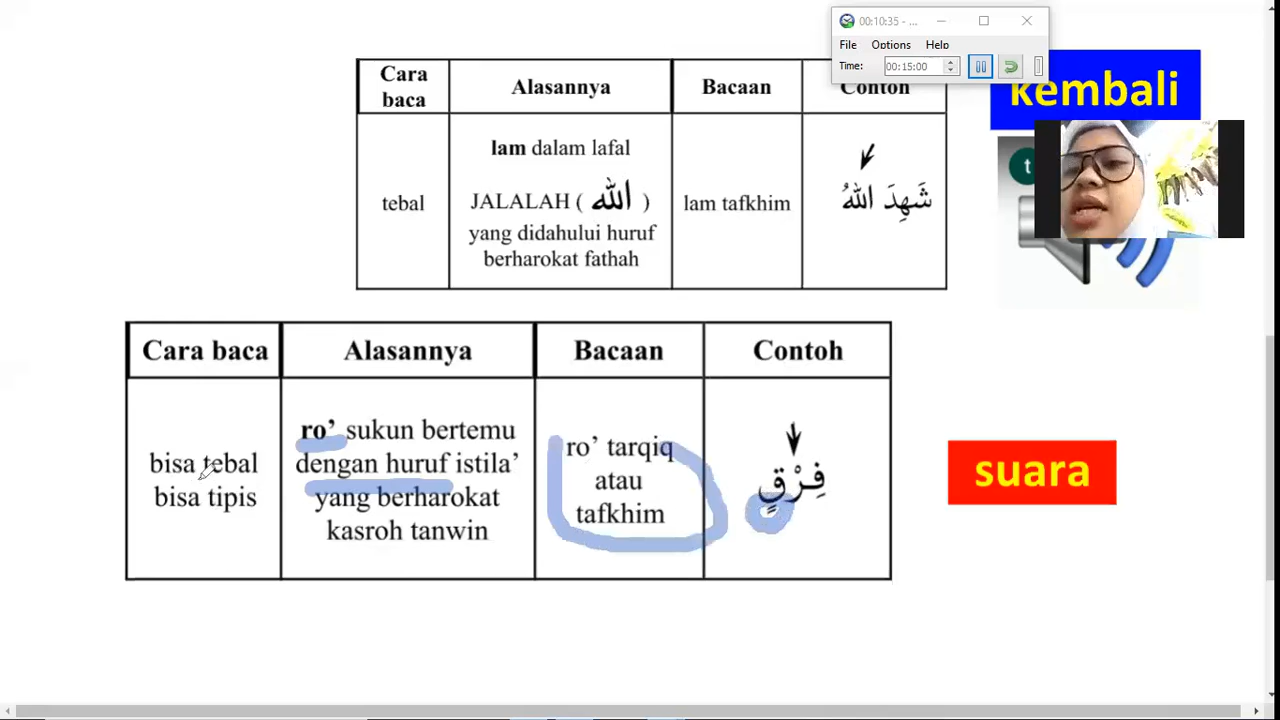 00:10:35 - ...
File Options Help
Time: 00:15:00
Cara baca
Alasannya
Bacaan
Contoh
tebal
lam dalam lafal
JALALAH ( الله )
yang didahului huruf
berharokat fathah
lam tafkhim
شَهِدَ اللهُ
kembali
t
Cara baca
Alasannya
Bacaan
Contoh
bisa tebal
bisa tipis
ro’ sukun bertemu
dengan huruf istila’
yang berharokat
kasroh tanwin
ro’ tarqiq
atau
tafkhim
فِرْقٍ
suara